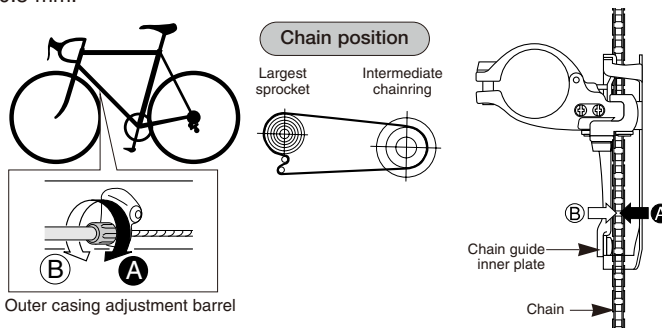 Chain position
Largest
sprocket
Intermediate
chainring
B
A
Outer casing adjustment barrel
B
A
Chain guide
inner plate
Chain